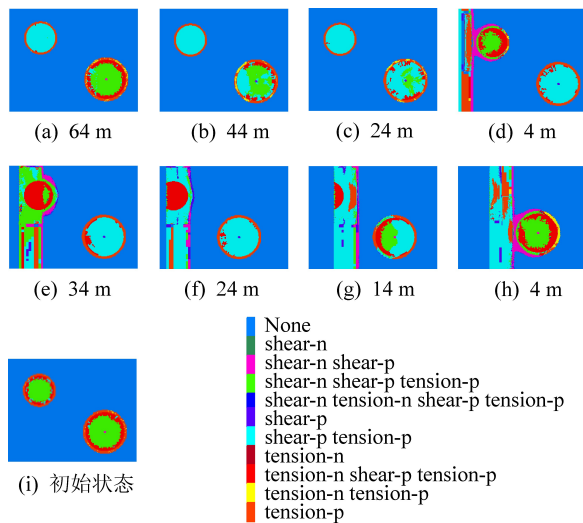 (a) 64 m (b) 44 m (c) 24 m (d) 4 m
(e) 34 m (f) 24 m (g) 14 m (h) 4 m
None
shear-n
shear-n shear-p
shear-n shear-p tension-p
shear-n tension-n shear-p tension-p
shear-p
shear-p tension-p
tension-n
tension-n shear-p tension-p
tension-n tension-p
tension-p
(i) 初始状态